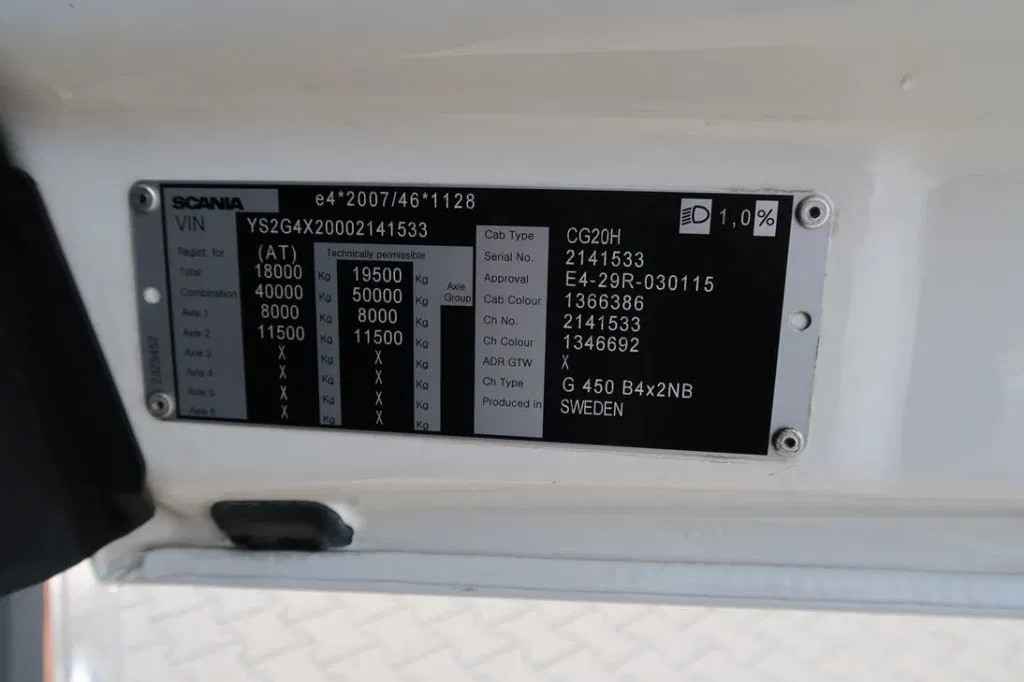 SCANIA e4*2007/46*1128 1,0%
VIN YS2G4X20002141533
Regist. for (AT) Technically permissible
Total 18000 Kg 19500 Kg Axle
Combination 40000 Kg 50000 Kg Group
Axle 1 8000 Kg 8000 Kg
Axle 2 11500 Kg 11500 Kg
Axle 3 X Kg X Kg
Axle 4 X Kg X Kg
Axle X Kg X Kg
Axle X Kg X Kg
Cab Type CG20H
Serial No. 2141533
Approval E4-29R-030115
Cab Colour 1366386
Ch No. 2141533
Ch Colour 1346692
ADR GTW X
Ch Type G 450 B4x2NB
Produced in SWEDEN